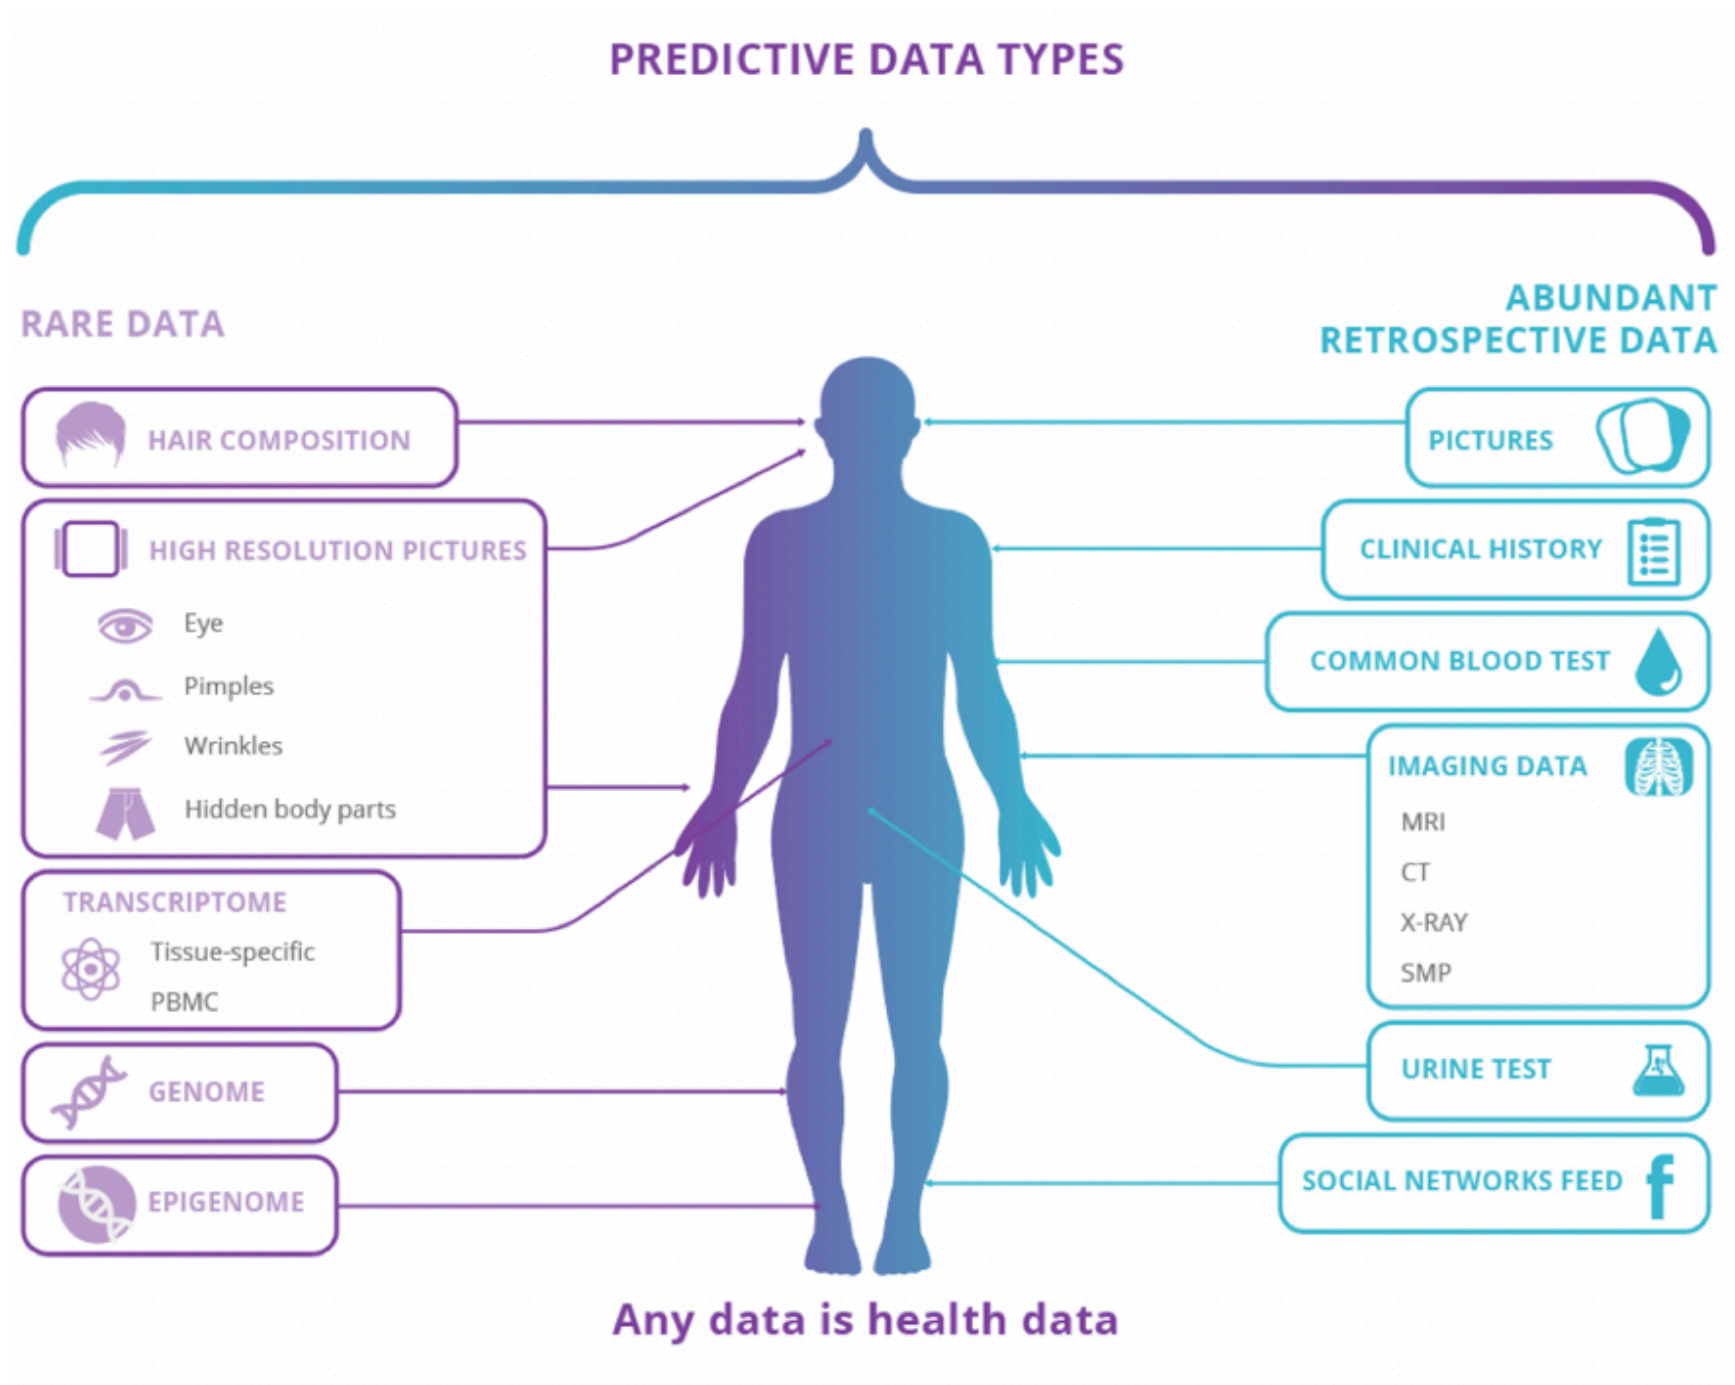 PREDICTIVE DATA TYPES
RARE DATA
HAIR COMPOSITION
HIGH RESOLUTION PICTURES
Eye
Pimples
Wrinkles
Hidden body parts
TRANSCRIPTOME
Tissue-specific
PBMC
GENOME
EPIGENOME
ABUNDANT
RETROSPECTIVE DATA
PICTURES
CLINICAL HISTORY
COMMON BLOOD TEST
IMAGING DATA
MRI
CT
X-RAY
SMP
URINE TEST
SOCIAL NETWORKS FEED
Any data is health data